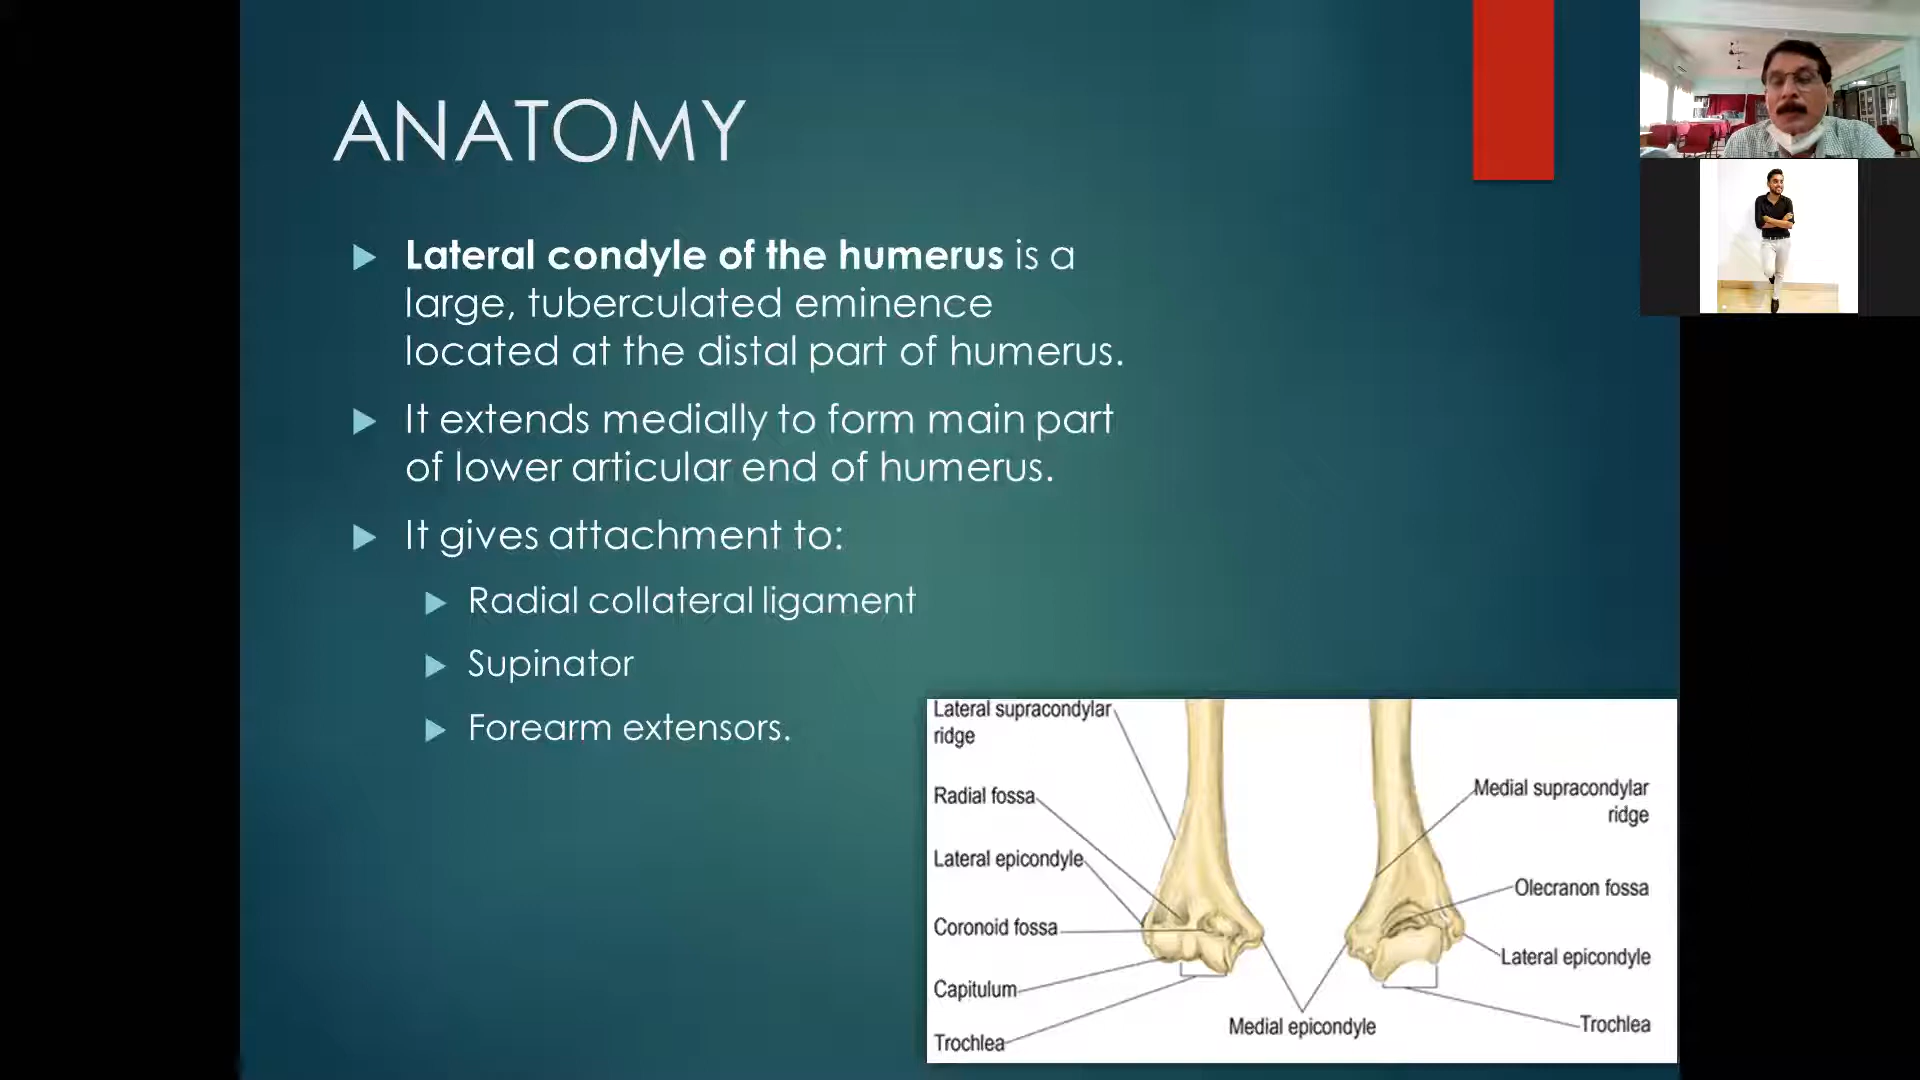 ANATOMY
Lateral condyle of the humerus is a
large, tuberculated eminence
located at the distal part of humerus.
It extends medially to form main part
of lower articular end of humerus.
It gives attachment to:
Radial collateral ligament
Supinator
Forearm extensors.
Lateral supracondylar
ridge
Radial fossa
Lateral epicondyle
Coronoid fossa
Capitulum
Trochlea
Medial epicondyle
Medial supracondylar
ridge
Olecranon fossa
Lateral epicondyle
Trochlea